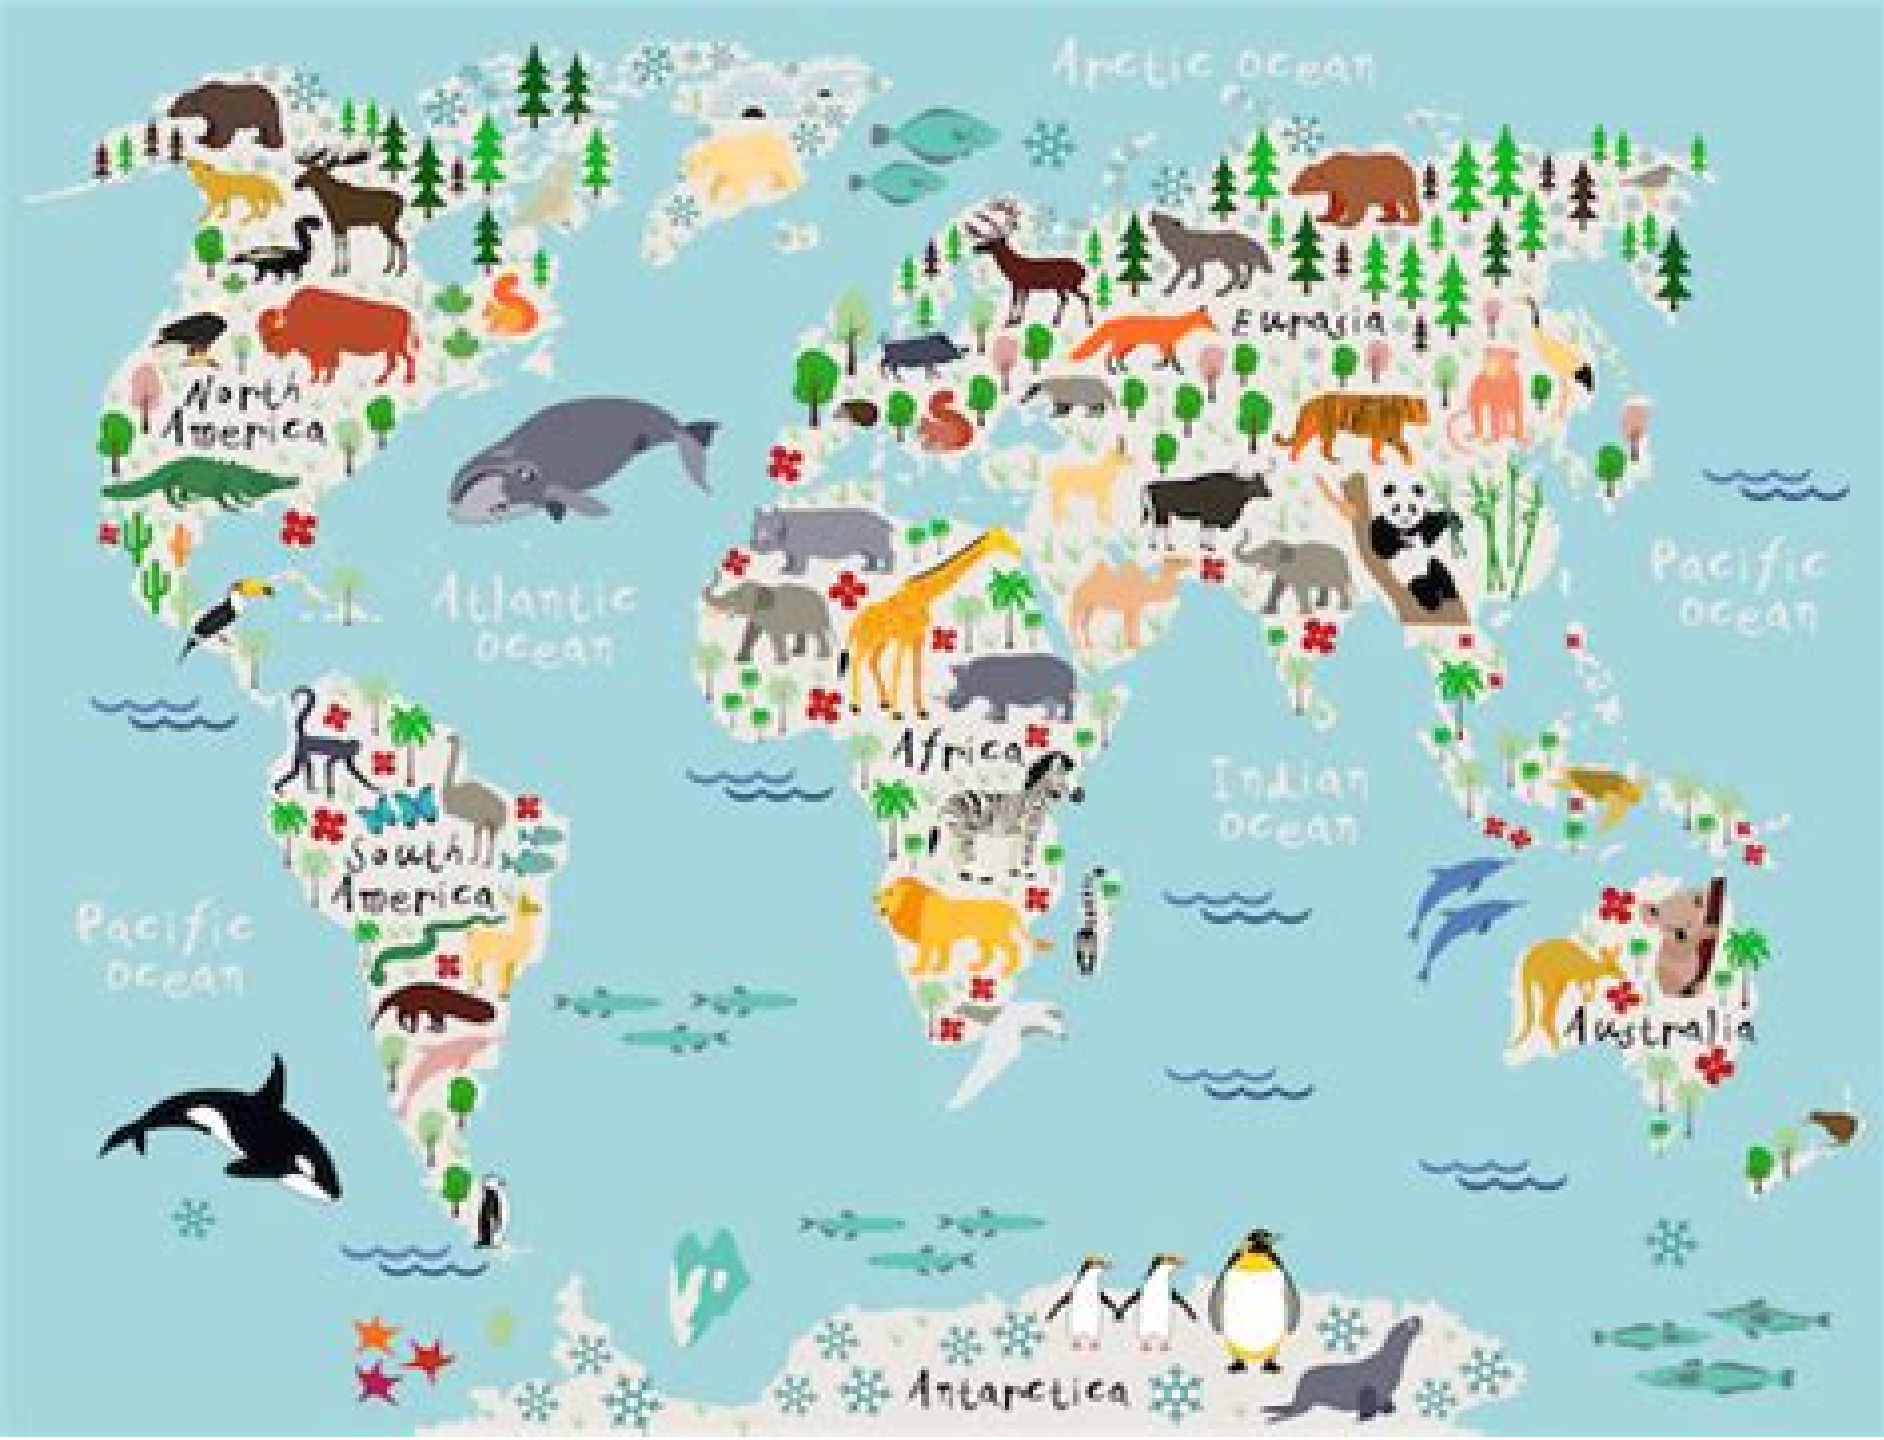 Arctic ocean
Eurasia
North
America
Atlantic
ocean
Pacific
ocean
Africa
Indian
ocean
South
America
Pacific
ocean
Australia
Antarctica